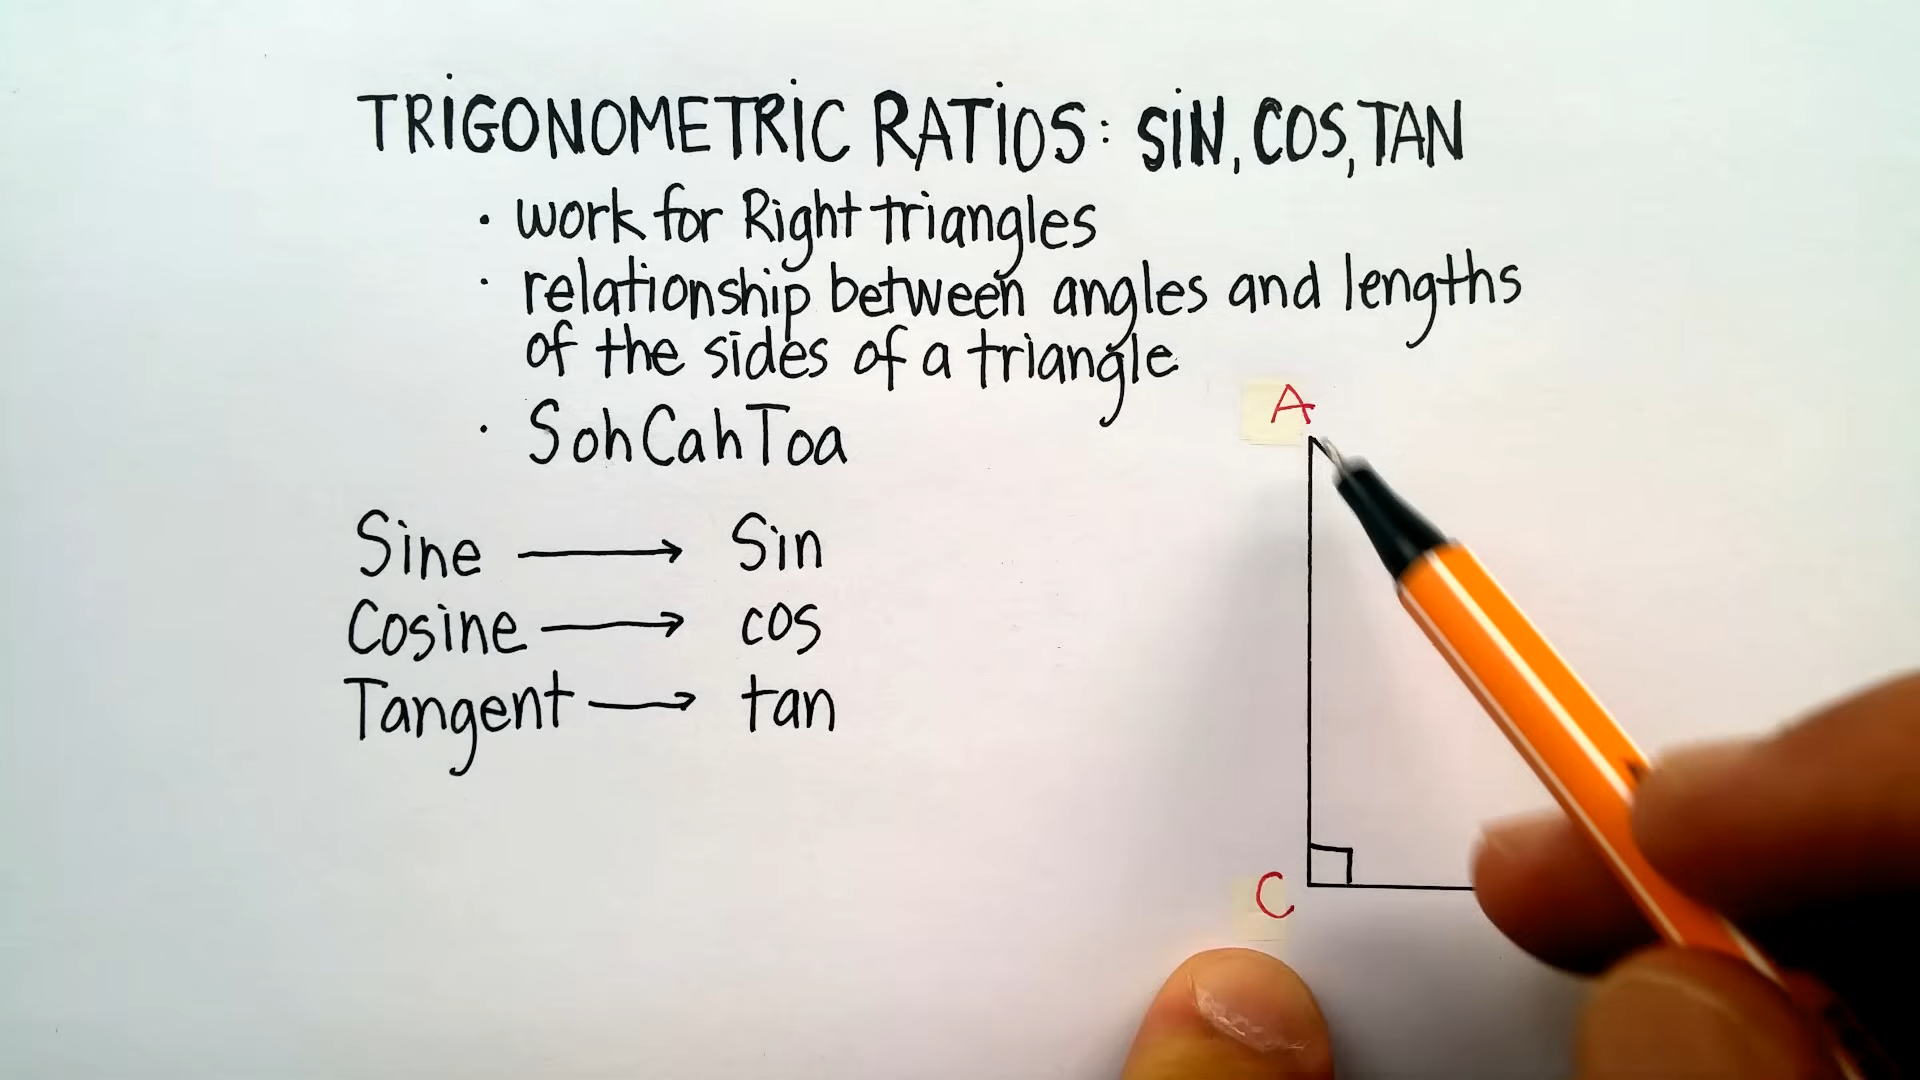 TRIGONOMETRIC RATIOS: SIN, COS, TAN
• work for Right triangles
• relationship between angles and lengths
of the sides of a triangle
• SohCahToa
A
Sine → Sin
Cosine → cos
Tangent → tan
C